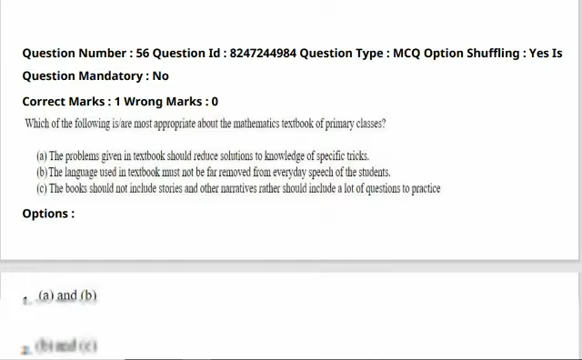 Question Number : 56 Question Id : 8247244984 Question Type : MCQ Option Shuffling : Yes Is
Question Mandatory : No
Correct Marks : 1 Wrong Marks : 0
Which of the following is/are most appropriate about the mathematics textbook of primary classes?
(a) The problems given in textbook should reduce solutions to knowledge of specific tricks.
(b) The language used in textbook must not be far removed from everyday speech of the students.
(c) The books should not include stories and other narratives rather should include a lot of questions to practice
Options :
1. (a) and (b)
2. (b) and (c)